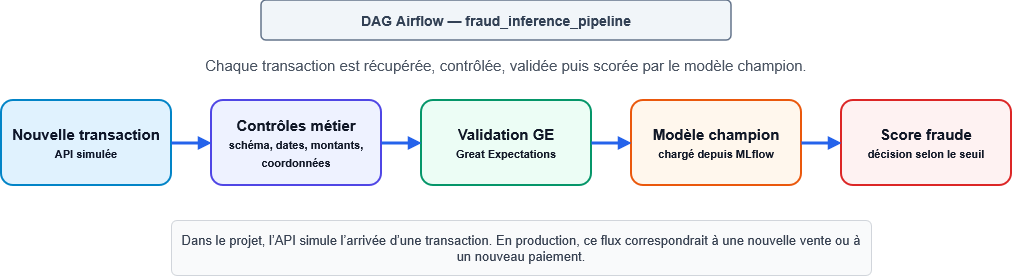 DAG Airflow — fraud_inference_pipeline
Chaque transaction est récupérée, contrôlée, validée puis scorée par le modèle champion.
Nouvelle transaction
API simulée
Contrôles métier
schéma, dates, montants,
coordonnées
Validation GE
Great Expectations
Modèle champion
chargé depuis MLflow
Score fraude
décision selon le seuil
Dans le projet, l’API simule l’arrivée d’une transaction. En production, ce flux correspondrait à une nouvelle vente ou à
un nouveau paiement.